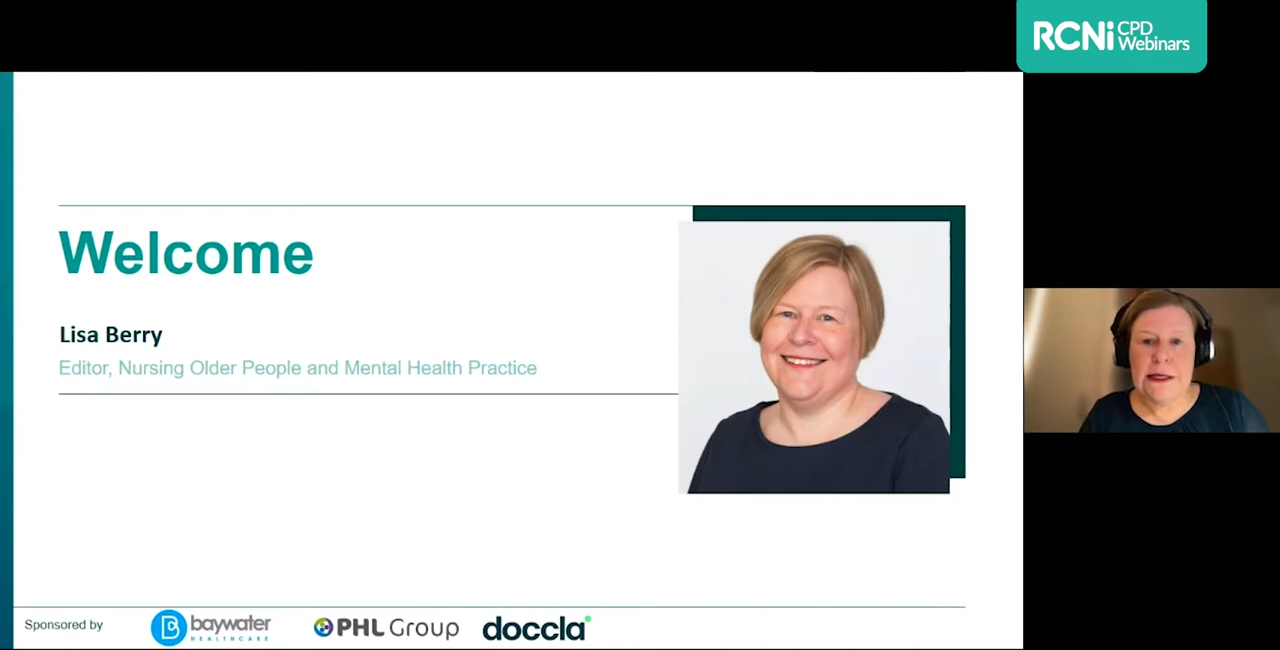 RCNi CPD
Webinars
Welcome
Lisa Berry
Editor, Nursing Older People and Mental Health Practice
Sponsored by
baywater
HEALTHCARE
PHL Group
doccla